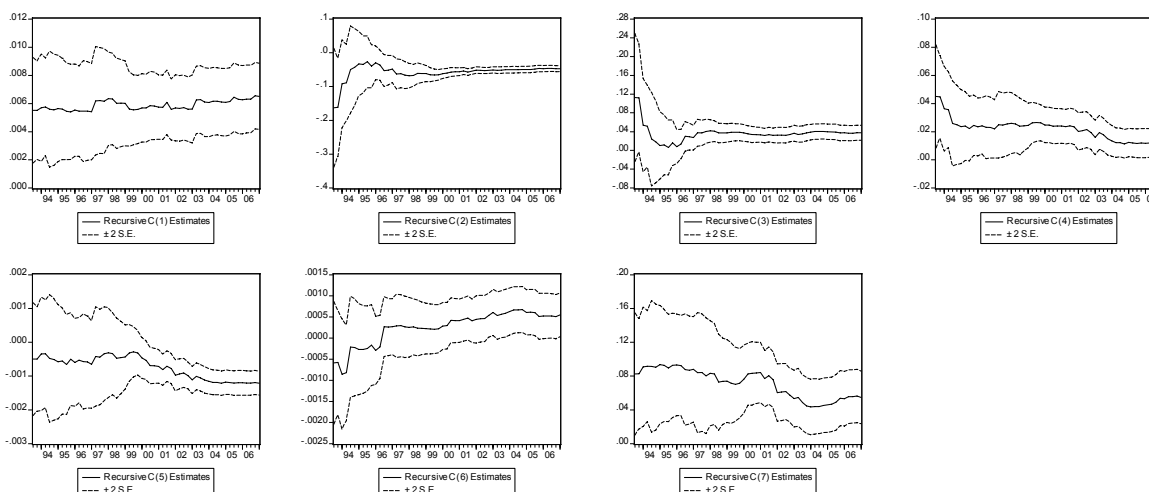 .012
.010
.008
.006
.004
.002
.000
94 95 96 97 98 99 00 01 02 03 04 05 06
Recursive C(1) Estimates
± 2 S.E.
.1
.0
-.1
-.2
-.3
-.4
94 95 96 97 98 99 00 01 02 03 04 05 06
Recursive C(2) Estimates
± 2 S.E.
.28
.24
.20
.16
.12
.08
.04
.00
-.04
-.08
94 95 96 97 98 99 00 01 02 03 04 05 06
Recursive C(3) Estimates
± 2 S.E.
.10
.08
.06
.04
.02
.00
-.02
94 95 96 97 98 99 00 01 02 03 04 05 06
Recursive C(4) Estimates
± 2 S.E.
.002
.001
.000
-.001
-.002
-.003
94 95 96 97 98 99 00 01 02 03 04 05 06
Recursive C(5) Estimates
± 2 S.E.
.0015
.0010
.0005
.0000
-.0005
-.0010
-.0015
-.0020
-.0025
94 95 96 97 98 99 00 01 02 03 04 05 06
Recursive C(6) Estimates
± 2 S.E.
.20
.16
.12
.08
.04
.00
94 95 96 97 98 99 00 01 02 03 04 05 06
Recursive C(7) Estimates
± 2 S.E.